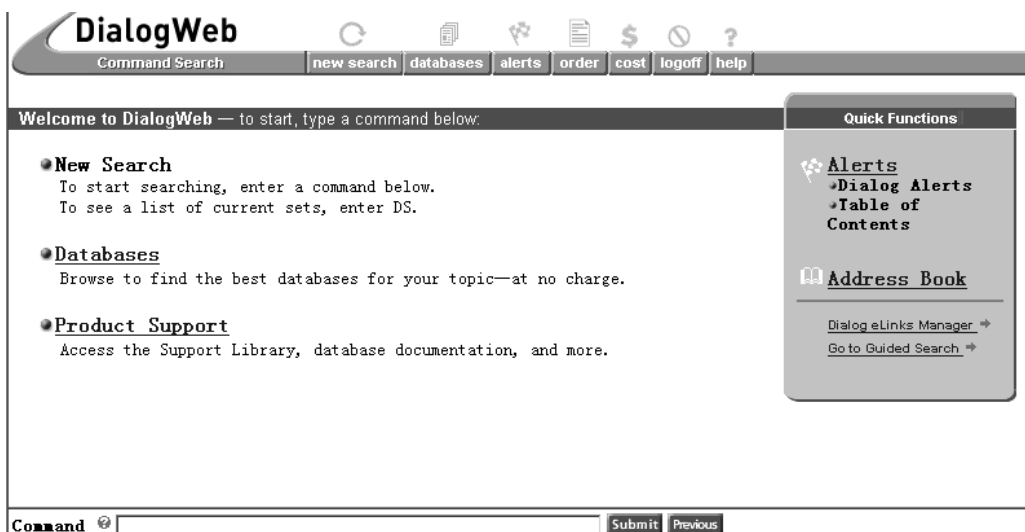 DialogWeb
Command Search
new search databases alerts order cost logoff help
Welcome to DialogWeb — to start, type a command below:
New Search
To start searching, enter a command below.
To see a list of current sets, enter DS.
Databases
Browse to find the best databases for your topic—at no charge.
Product Support
Access the Support Library, database documentation, and more.
Quick Functions
Alerts
Dialog Alerts
Table of
Contents
Address Book
Dialog eLinks Manager
Go to Guided Search
Command
Submit Previous